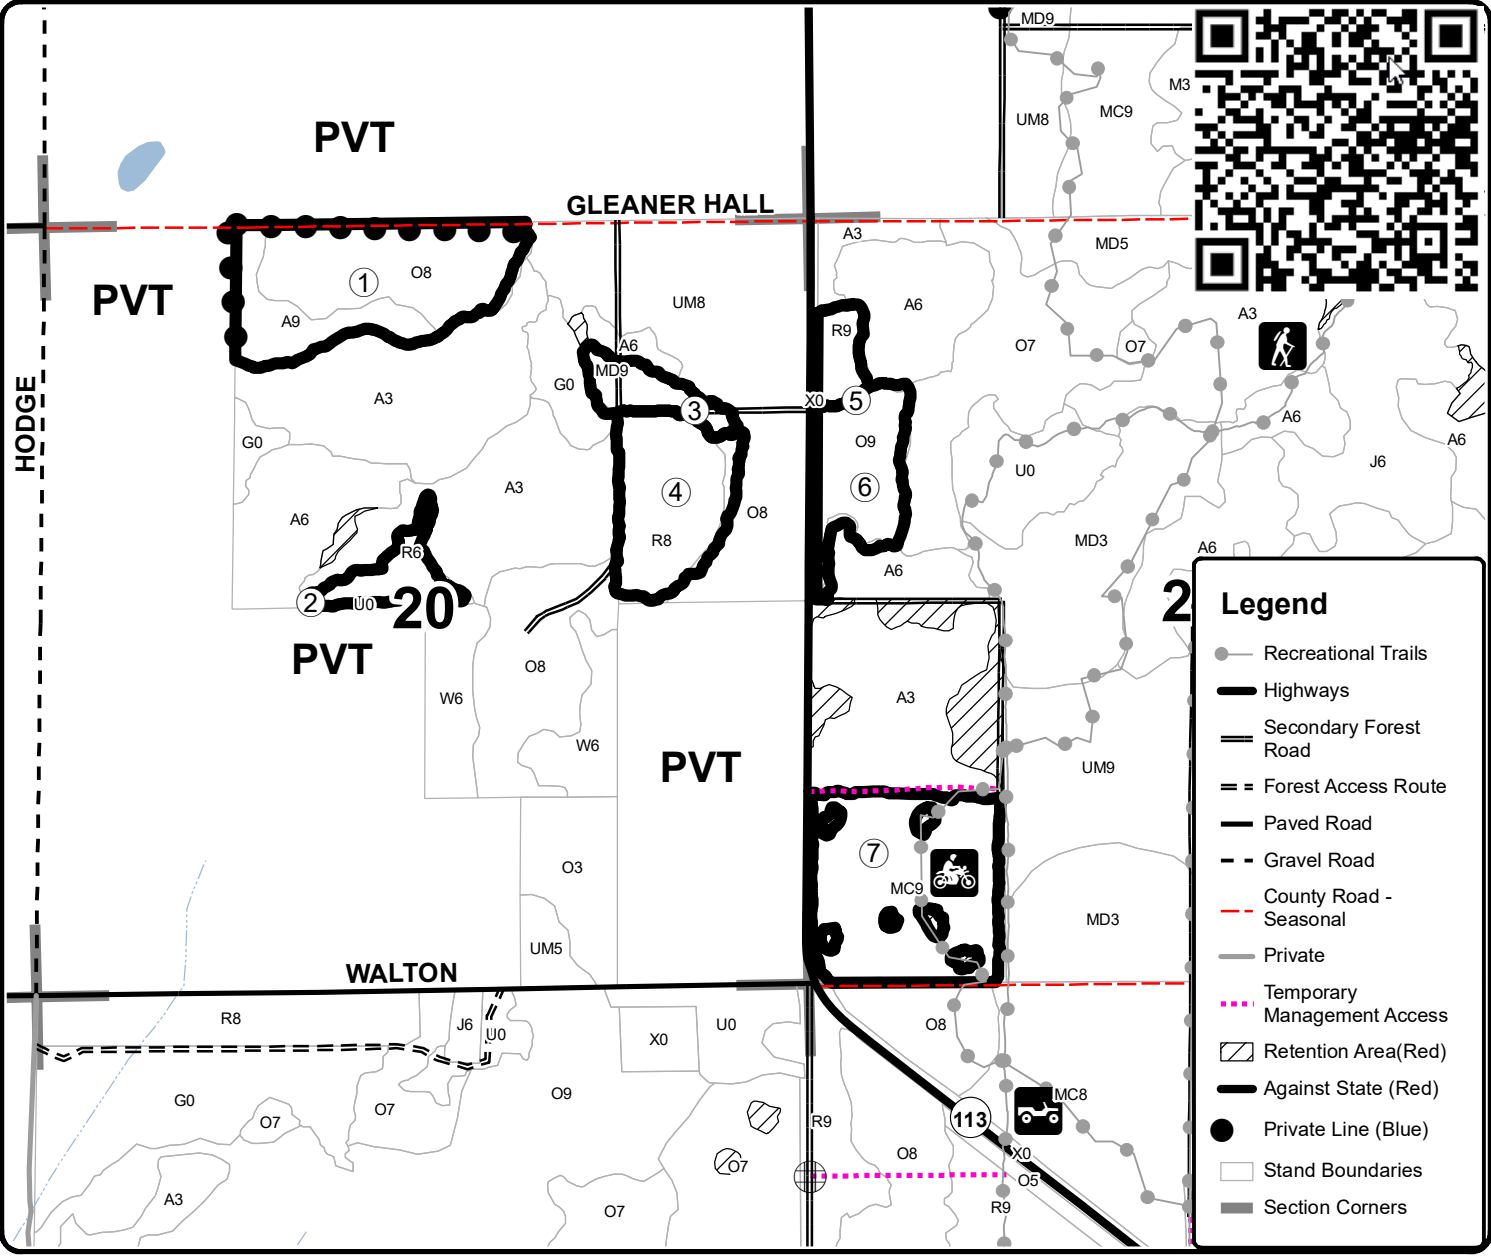 MD9
M3
UM8
MC9
PVT
GLEANER HALL
A3
MD5
PVT
1
O8
A9
UM8
A6
R9
O7
O7
A3
A6
MD9
G0
A3
X0
5
3
HODGE
G0
A6
A6
O9
U0
J6
A3
4
6
A6
O8
R8
R6
MD3
A6
A6
2
U0
20
2
PVT
O8
W6
A3
W6
PVT
UM9
7
O3
MC9
MD3
UM5
WALTON
R8
J6
U0
X0
U0
O8
G0
O7
O7
O9
R9
113
MC8
O7
O8
X0
O5
A3
O7
R9
Legend
Recreational Trails
Highways
Secondary Forest
Road
Forest Access Route
Paved Road
Gravel Road
County Road -
Seasonal
Private
Temporary
Management Access
Retention Area(Red)
Against State (Red)
Private Line (Blue)
Stand Boundaries
Section Corners